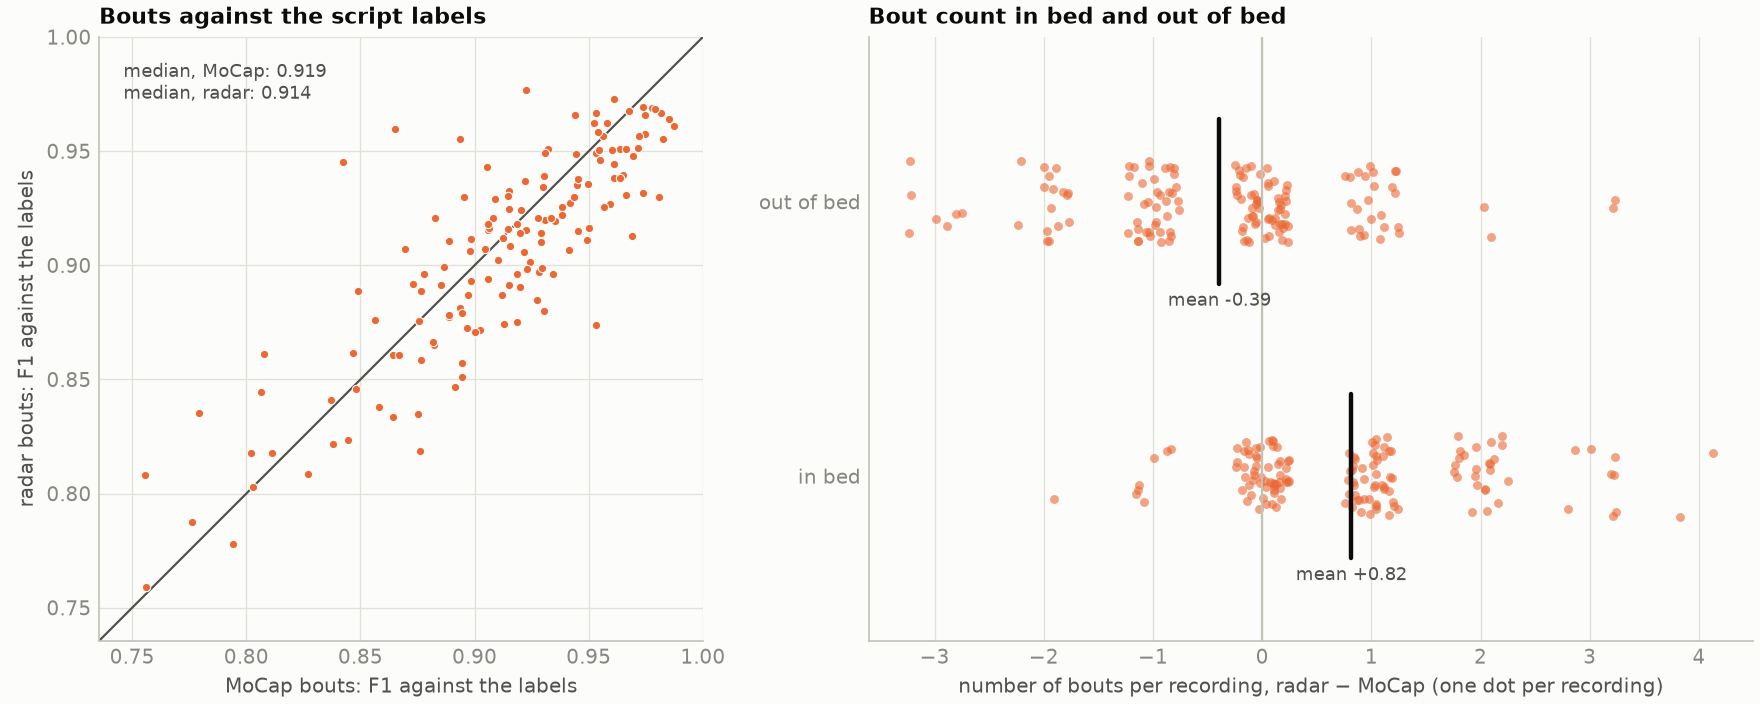 Bouts against the script labels
1.00
0.95
0.90
0.85
0.80
0.75
radar bouts: F1 against the labels
median, MoCap: 0.919
median, radar: 0.914
0.75 0.80 0.85 0.90 0.95 1.00
MoCap bouts: F1 against the labels
Bout count in bed and out of bed
out of bed
mean -0.39
in bed
mean +0.82
−3 −2 −1 0 1 2 3 4
number of bouts per recording, radar − MoCap (one dot per recording)